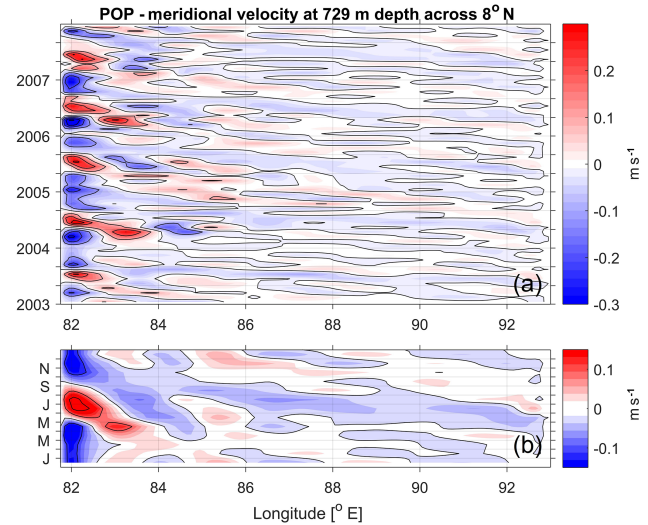 POP - meridional velocity at 729 m depth across 8° N
2007
2006
2005
2004
2003
82 84 86 88 90 92
(a)
0.2
0.1
0
-0.1
-0.2
-0.3
m s⁻¹
N
S
J
M
M
J
82 84 86 88 90 92
(b)
0.1
0
-0.1
m s⁻¹
Longitude [° E]